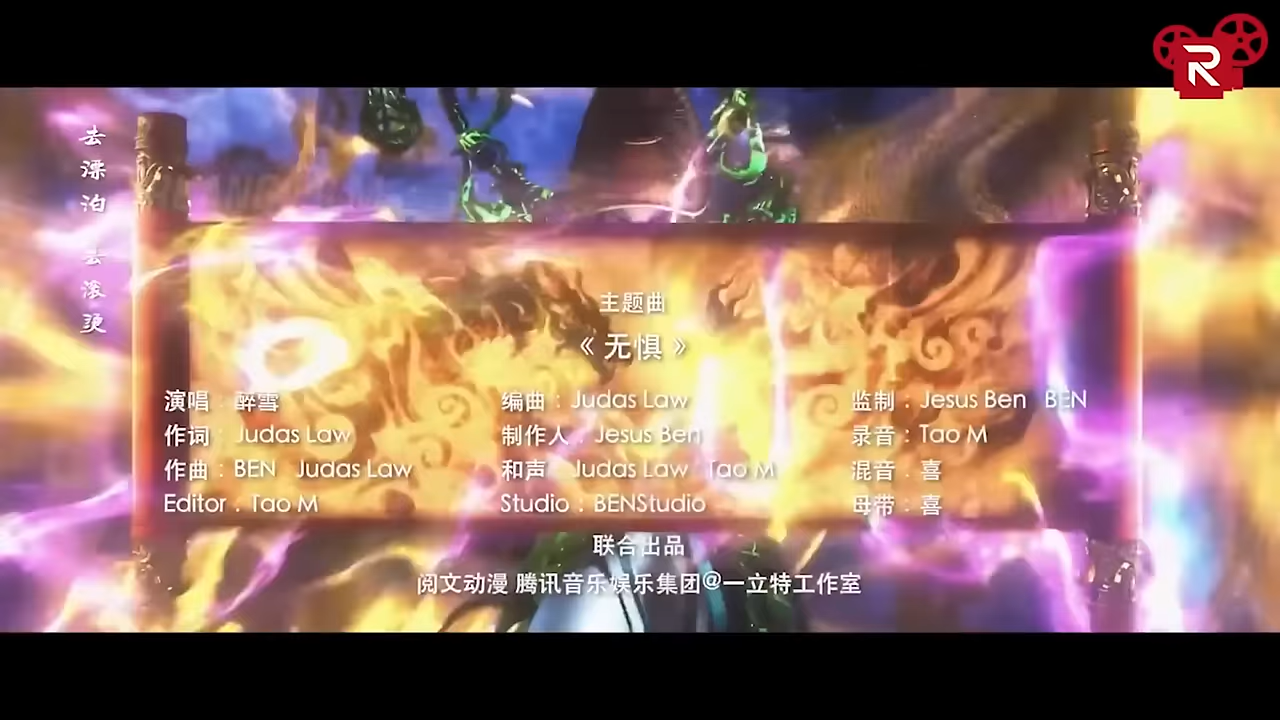 去漂泊 去滚烫
主题曲
《无惧》
演唱：醉雪
编曲：Judas Law
监制：Jesus Ben BEN
作词：Judas Law
制作人：Jesus Ben
录音：Tao M
作曲：BEN Judas Law
和声：Judas Law Tao M
混音：喜
Editor：Tao M
Studio：BENStudio
母带：喜
联合出品
阅文动漫 腾讯音乐娱乐集团@一立特工作室
R